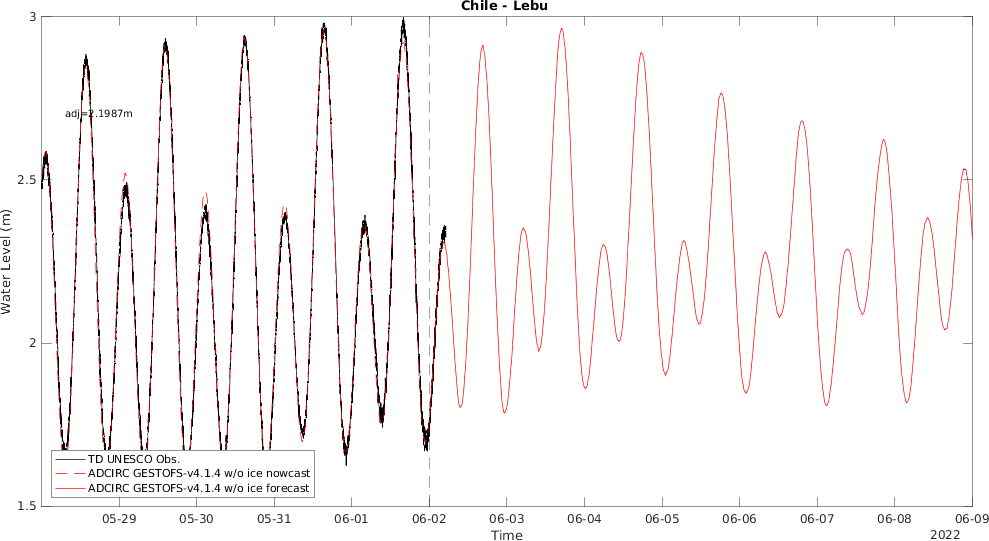 Chile - Lebu
3
2.5
2
1.5
Water Level (m)
adj=2.1987m
TD UNESCO Obs.
ADCIRC GESTOFS-v4.1.4 w/o ice nowcast
ADCIRC GESTOFS-v4.1.4 w/o ice forecast
05-29 05-30 05-31 06-01 06-02 06-03 06-04 06-05 06-06 06-07 06-08 06-09
Time
2022